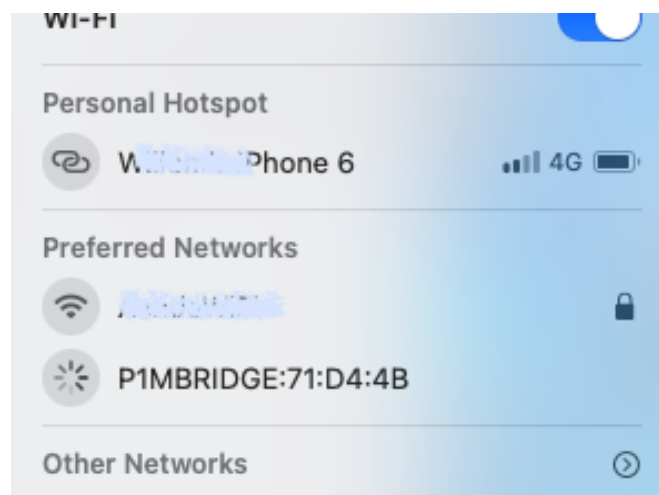 Wi-Fi
Personal Hotspot
Phone 6
4G
Preferred Networks
P1MBRIDGE:71:D4:4B
Other Networks